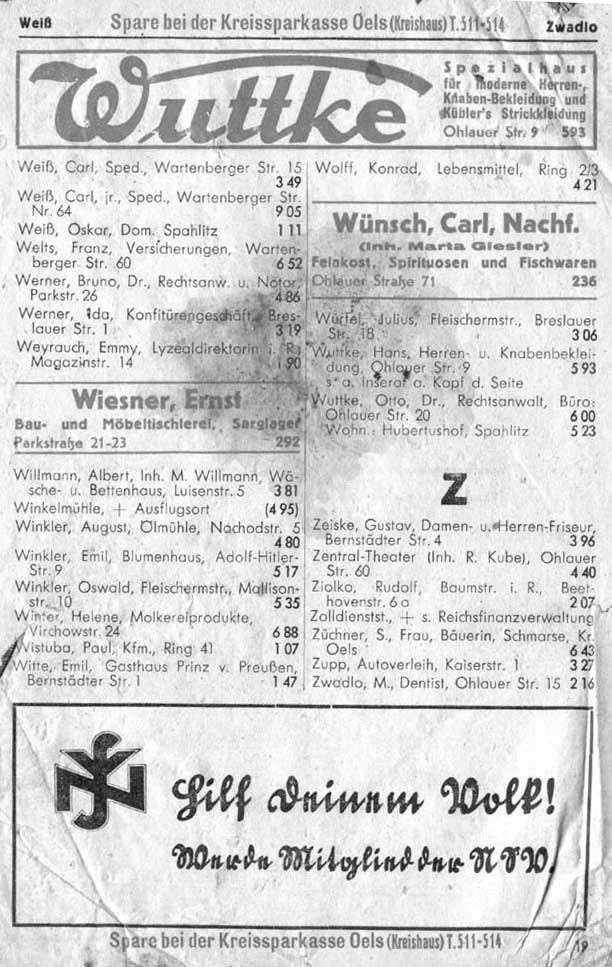 Weiß
Spare bei der Kreissparkasse Oels (Kreishaus) T. 511-514
Zwadlo
Wuttke
Spezialhaus
für moderne Herren-,
Knaben-Bekleidung und
Kübler's Strickkleidung
Ohlauer Str. 9 593
Weiß, Carl, Sped., Wartenberger Str. 15
3 49
Weiß, Carl, jr., Sped., Wartenberger Str.
Nr. 64 9 05
Weiß, Oskar, Dom. Spahlitz 1 11
Welts, Franz, Versicherungen, Warten-
berger Str. 60 6 52
Werner, Bruno, Dr., Rechtsanw. u. Notar,
Parkstr. 26 4 86
Werner, Ida, Konfitürengeschäft, Bres-
lauer Str. 1 3 19
Weyrauch, Emmy, Lyzealdirektorin i. R.,
Magazinstr. 14 1 90
Wiesner, Ernst
Bau- und Möbeltischlerei, Sarglager
Parkstraße 21-23 292
Willmann, Albert, Inh. M. Willmann, Wä-
sche- u. Bettenhaus, Luisenstr. 5 3 81
Winkelmühle, + Ausflugsort (4 95)
Winkler, August, Ölmühle, Nachodstr. 5
4 80
Winkler, Emil, Blumenhaus, Adolf-Hitler-
Str. 9 5 17
Winkler, Oswald, Fleischermstr., Mallison-
str. 10 5 35
Winter, Helene, Molkereiprodukte,
Virchowstr. 24 6 88
Wistuba, Paul, Kfm., Ring 41 1 07
Witte, Emil, Gasthaus Prinz v. Preußen,
Bernstädter Str. 1 1 47
Wolff, Konrad, Lebensmittel, Ring 2/3
4 21
Wünsch, Carl, Nachf.
(Inh. Marta Giesler)
Feinkost, Spirituosen und Fischwaren
Ohlauer Straße 71 236
Würfel, Julius, Fleischermstr., Breslauer
Str. 18 3 06
Wuttke, Hans, Herren- u. Knabenbeklei-
dung, Ohlauer Str. 9 5 93
s. a. Inserat a. Kopf d. Seite
Wuttke, Otto, Dr., Rechtsanwalt, Büro:
Ohlauer Str. 20 6 00
Wohn.: Hubertushof, Spahlitz 5 23
Z
Zeiske, Gustav, Damen- u. Herren-Friseur,
Bernstädter Str. 4 3 96
Zentral-Theater (Inh. R. Kube), Ohlauer
Str. 60 4 40
Ziolko, Rudolf, Baumstr. i. R., Beet-
hovenstr. 6 a 2 07
Zolldienstst., + s. Reichsfinanzverwaltung
Züchner, S., Frau, Bäuerin, Schmarse, Kr.
Oels 6 43
Zupp, Autoverleih, Kaiserstr. 1 3 27
Zwadlo, M., Dentist, Ohlauer Str. 15 2 16
Hilf Deinem Volk!
Werde Mitglied der NSV.
Spare bei der Kreissparkasse Oels (Kreishaus) T. 511-514
19